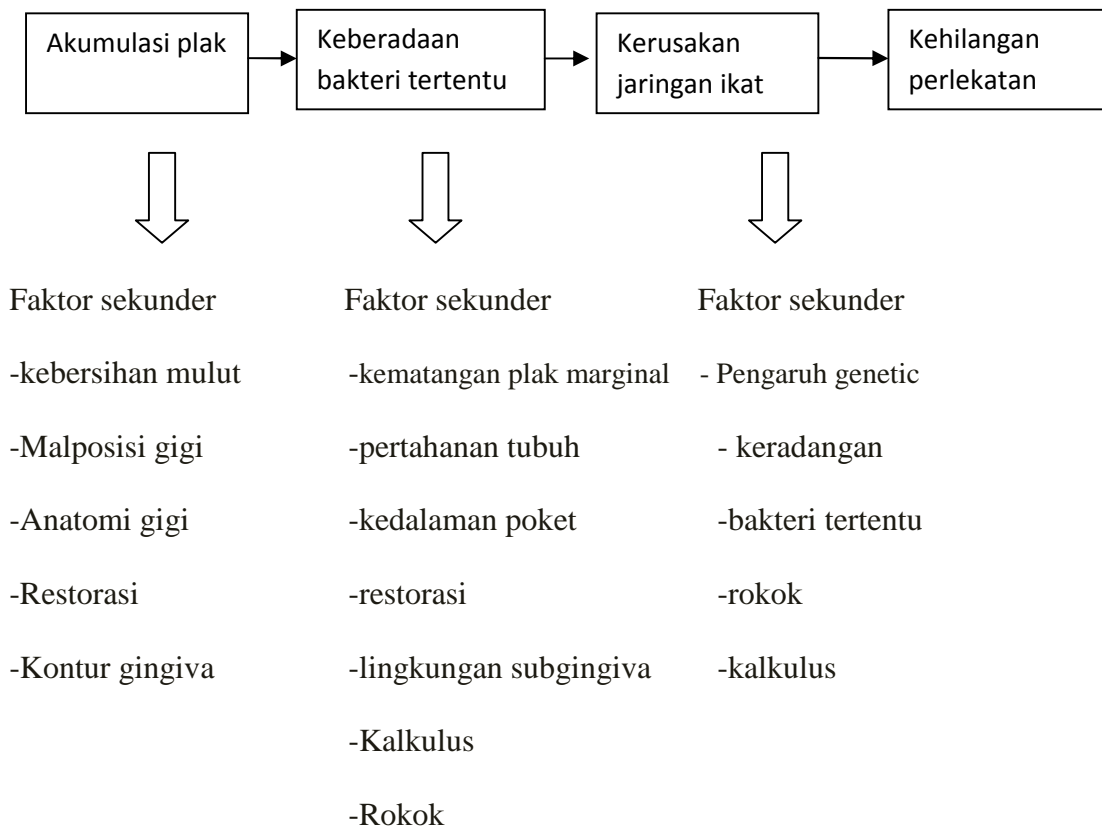 Akumulasi plak
Keberadaan
bakteri tertentu
Kerusakan
jaringan ikat
Kehilangan
perlekatan
Faktor sekunder
-kebersihan mulut
-Malposisi gigi
-Anatomi gigi
-Restorasi
-Kontur gingiva
Faktor sekunder
-kematangan plak marginal
-pertahanan tubuh
-kedalaman poket
-restorasi
-lingkungan subgingiva
-Kalkulus
-Rokok
Faktor sekunder
- Pengaruh genetic
- keradangan
-bakteri tertentu
-rokok
-kalkulus